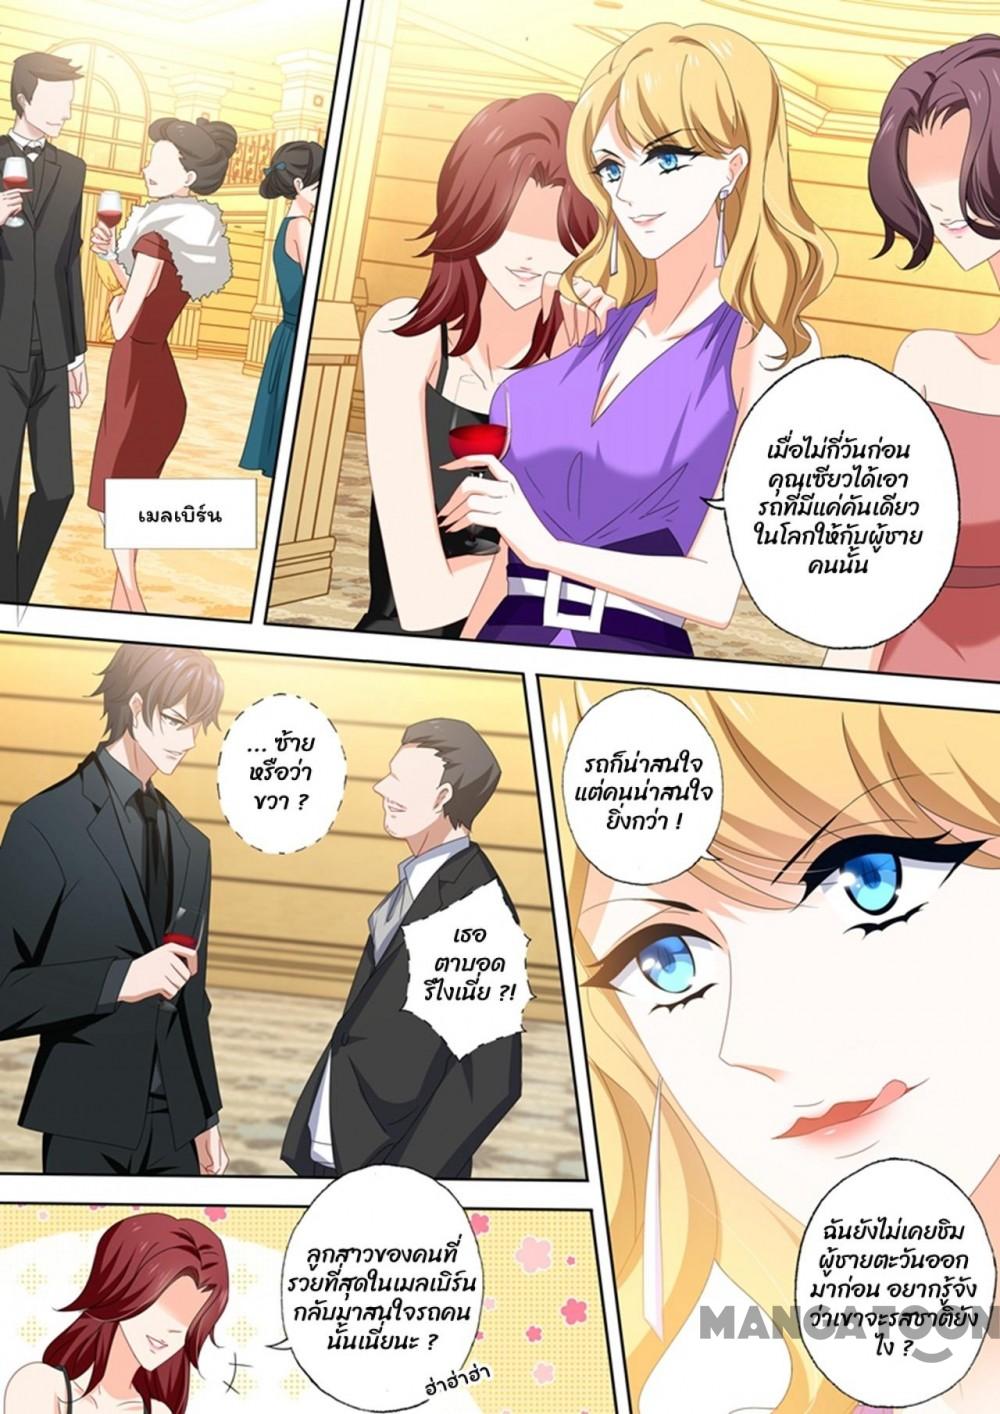 เมลเบิร์น
เมื่อไม่กี่วันก่อน
คุณเซียวได้เอา
รถที่มีแค่คันเดียว
ในโลกให้กับผู้ชาย
คนนั้น
... ซ้าย
หรือว่า
ขวา ?
เธอ
ตาบอด
รึไงเนี่ย ?!
รถก็น่าสนใจ
แต่คนน่าสนใจ
ยิ่งกว่า !
ลูกสาวของคนที่
รวยที่สุดในเมลเบิร์น
กลับมาสนใจรถคน
นั้นเนี่ยนะ ?
ฮ่าฮ่าฮ่า
ฉันยังไม่เคยชิม
ผู้ชายตะวันออก
มาก่อน อยากรู้จัง
ว่าเขาจะรสชาติยัง
ไง ?
MANGATOON